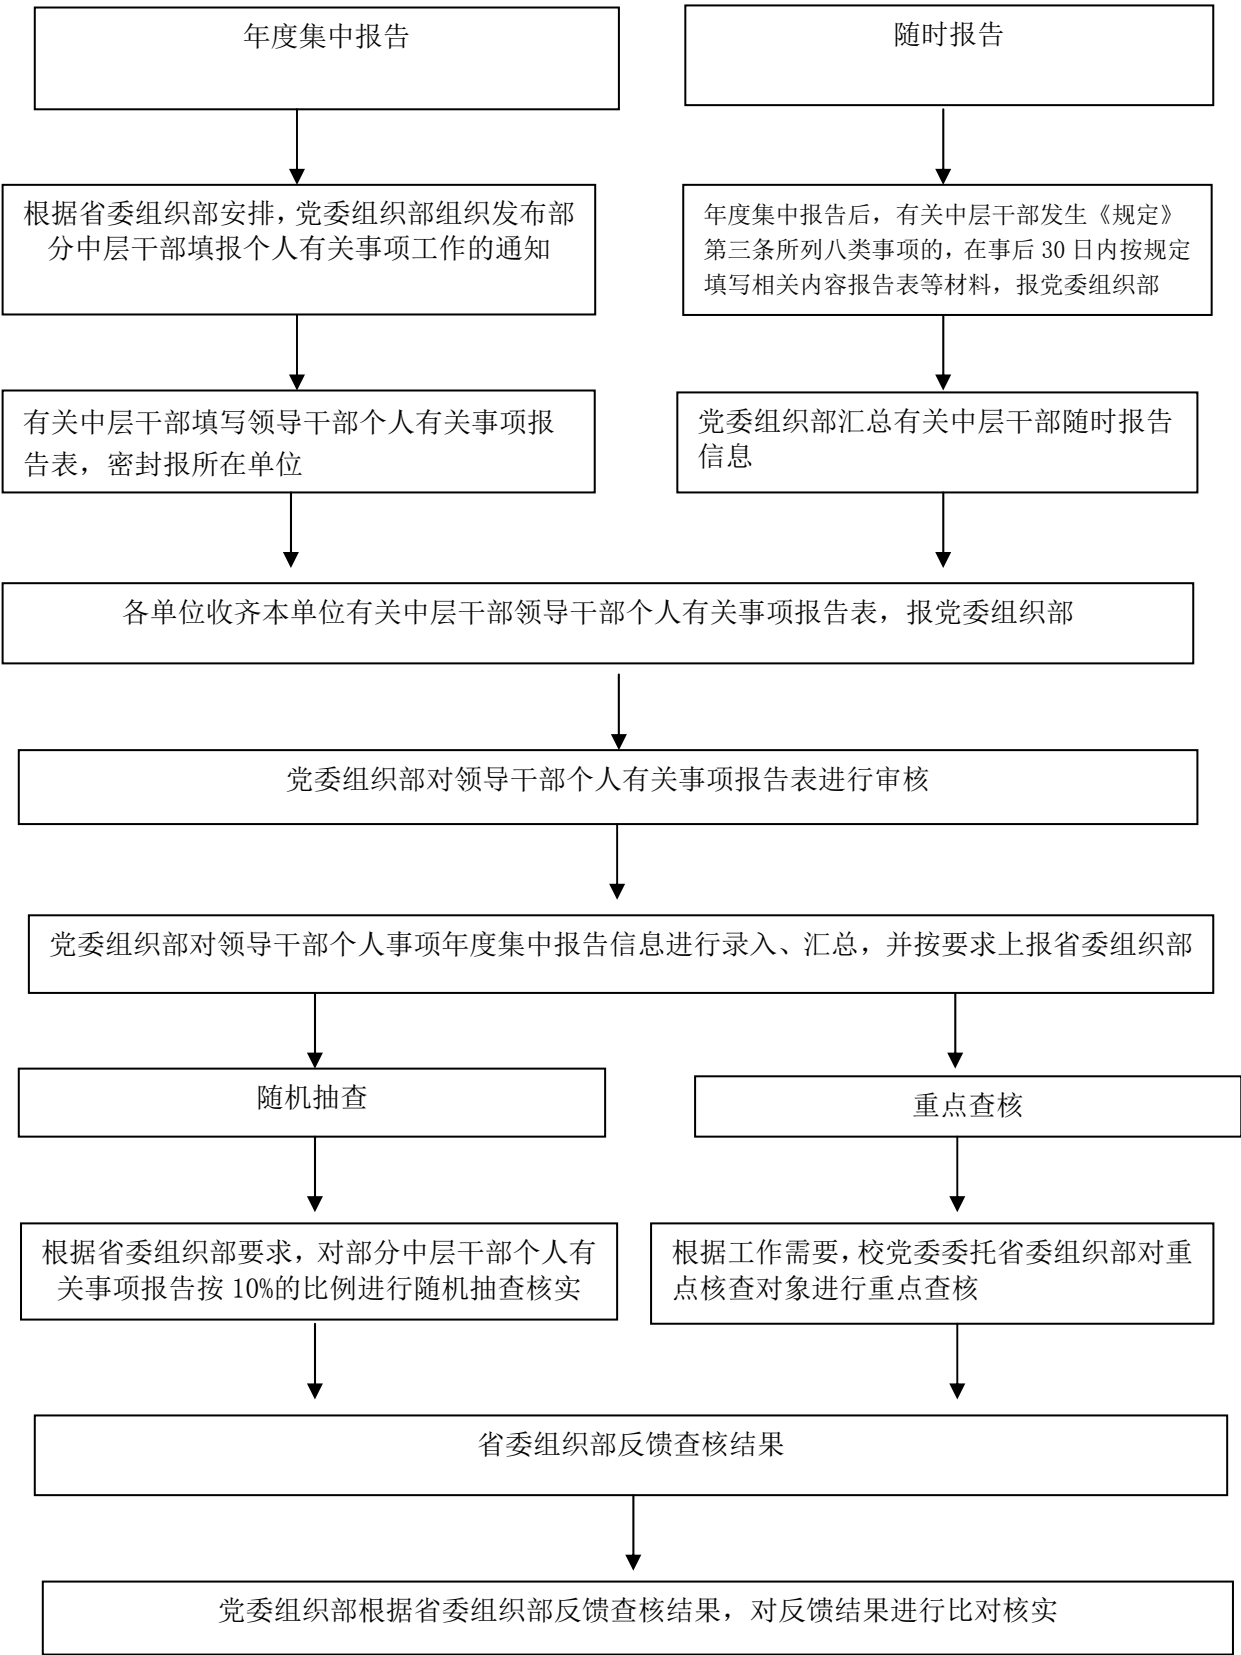 年度集中报告
随时报告
根据省委组织部安排，党委组织部组织发布部
分中层干部填报个人有关事项工作的通知
年度集中报告后，有关中层干部发生《规定》
第三条所列八类事项的，在事后 30 日内按规定
填写相关内容报告表等材料，报党委组织部
有关中层干部填写领导干部个人有关事项报
告表，密封报所在单位
党委组织部汇总有关中层干部随时报告
信息
各单位收齐本单位有关中层干部领导干部个人有关事项报告表，报党委组织部
党委组织部对领导干部个人有关事项报告表进行审核
党委组织部对领导干部个人事项年度集中报告信息进行录入、汇总，并按要求上报省委组织部
随机抽查
重点查核
根据省委组织部要求，对部分中层干部个人有
关事项报告按 10%的比例进行随机抽查核实
根据工作需要，校党委委托省委组织部对重
点核查对象进行重点查核
省委组织部反馈查核结果
党委组织部根据省委组织部反馈查核结果，对反馈结果进行比对核实